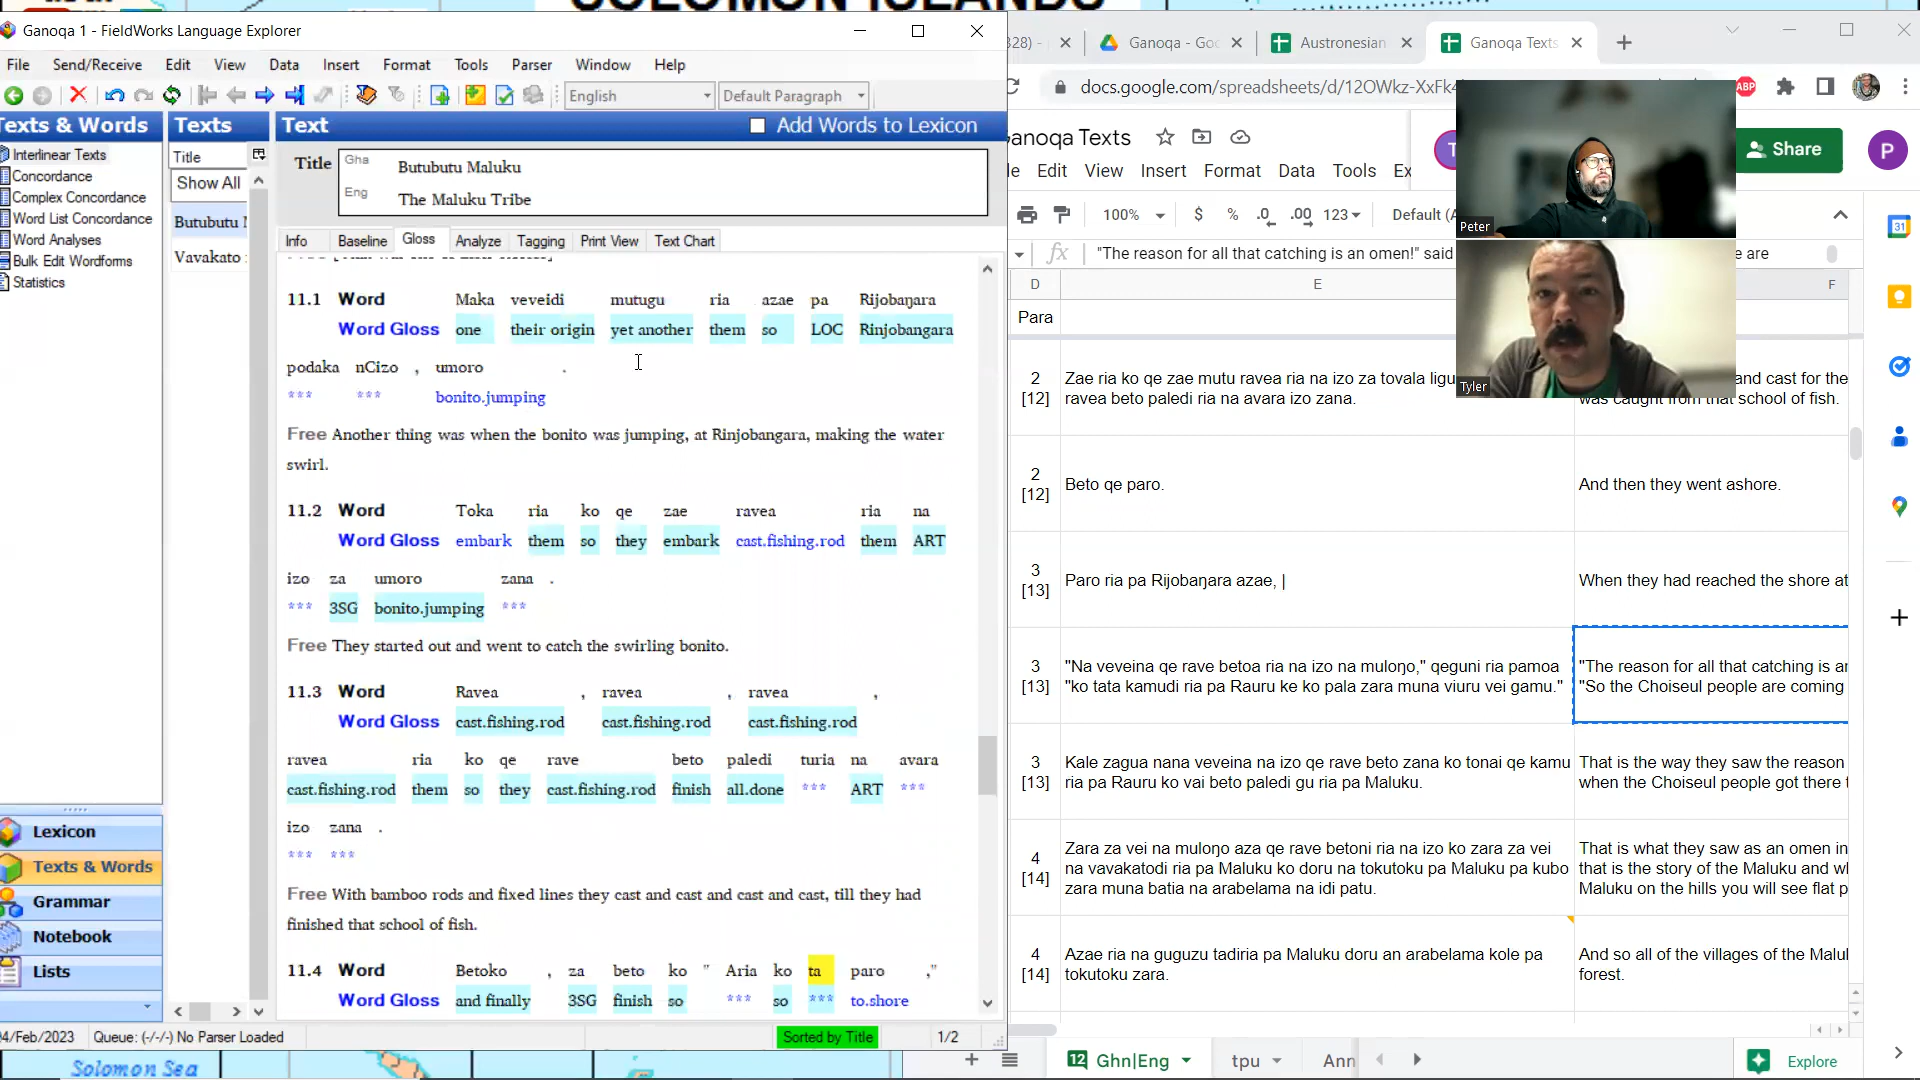 SOLOMON ISLANDS
Ganoqa 1 - FieldWorks Language Explorer
File Send/Receive Edit View Data Insert Format Tools Parser Window Help
English
Default Paragraph
Texts & Words
Interlinear Texts
Concordance
Complex Concordance
Word List Concordance
Word Analyses
Bulk Edit Wordforms
Statistics
Lexicon
Texts & Words
Grammar
Notebook
Lists
Texts
Title
Show All
Butubutu
Vavakato
Text
Add Words to Lexicon
Title
Gha Butubutu Maluku
Eng The Maluku Tribe
Info Baseline Gloss Analyze Tagging Print View Text Chart
11.1 Word Maka veveidi mutugu ria azae pa Rijobaŋara
Word Gloss one their origin yet another them so LOC Rinjobangara
podaka nCizo , umoro .
*** *** bonito.jumping
Free Another thing was when the bonito was jumping, at Rinjobangara, making the water
swirl.
11.2 Word Toka ria ko qe zae ravea ria na
Word Gloss embark them so they embark cast.fishing.rod them ART
izo za umoro zana .
*** 3SG bonito.jumping ***
Free They started out and went to catch the swirling bonito.
11.3 Word Ravea , ravea , ravea ,
Word Gloss cast.fishing.rod cast.fishing.rod cast.fishing.rod
ravea ria ko qe rave beto paledi turia na avara
cast.fishing.rod them so they cast.fishing.rod finish all.done *** ART ***
izo zana .
*** ***
Free With bamboo rods and fixed lines they cast and cast and cast and cast, till they had
finished that school of fish.
11.4 Word Betoko , za beto ko " Aria ko ta paro ,"
Word Gloss and finally 3SG finish so *** so *** to.shore
4/Feb/2023 Queue: (-/-/-) No Parser Loaded
Sorted by Title
1/2
Solomon Sea
328) -
Ganoqa - Goo
Austronesian
Ganoqa Texts
docs.google.com/spreadsheets/d/12OWkz-XxFk4
ABP
anoqa Texts
T
Share
P
le Edit View Insert Format Data Tools Ex
100% $ % .0 .00 123 Default (A
fx "The reason for all that catching is an omen!" said
e are
D E F
Para
2
[12]
Zae ria ko qe zae mutu ravea ria na izo za tovala ligu
ravea beto paledi ria na avara izo zana.
and cast for the
was caught from that school of fish.
2
[12]
Beto qe paro.
And then they went ashore.
3
[13]
Paro ria pa Rijobaŋara azae, |
When they had reached the shore at
3
[13]
"Na veveina qe rave betoa ria na izo na muloŋo," qeguni ria pamoa
"ko tata kamudi ria pa Rauru ke ko pala zara muna viuru vei gamu."
"The reason for all that catching is an
"So the Choiseul people are coming
3
[13]
Kale zagua nana veveina na izo qe rave beto zana ko tonai qe kamu
ria pa Rauru ko vai beto paledi gu ria pa Maluku.
That is the way they saw the reason
when the Choiseul people got there t
4
[14]
Zara za vei na muloŋo aza qe rave betoni ria na izo ko zara za vei
na vavakatodi ria pa Maluku ko doru na tokutoku pa Maluku pa kubo
zara muna batia na arabelama na idi patu.
That is what they saw as an omen in
that is the story of the Maluku and wh
Maluku on the hills you will see flat p
4
[14]
Azae ria na guguzu tadiria pa Maluku doru an arabelama kole pa
tokutoku zara.
And so all of the villages of the Malul
forest.
12 Ghn|Eng
tpu
Ann
Explore
31
Peter
Tyler